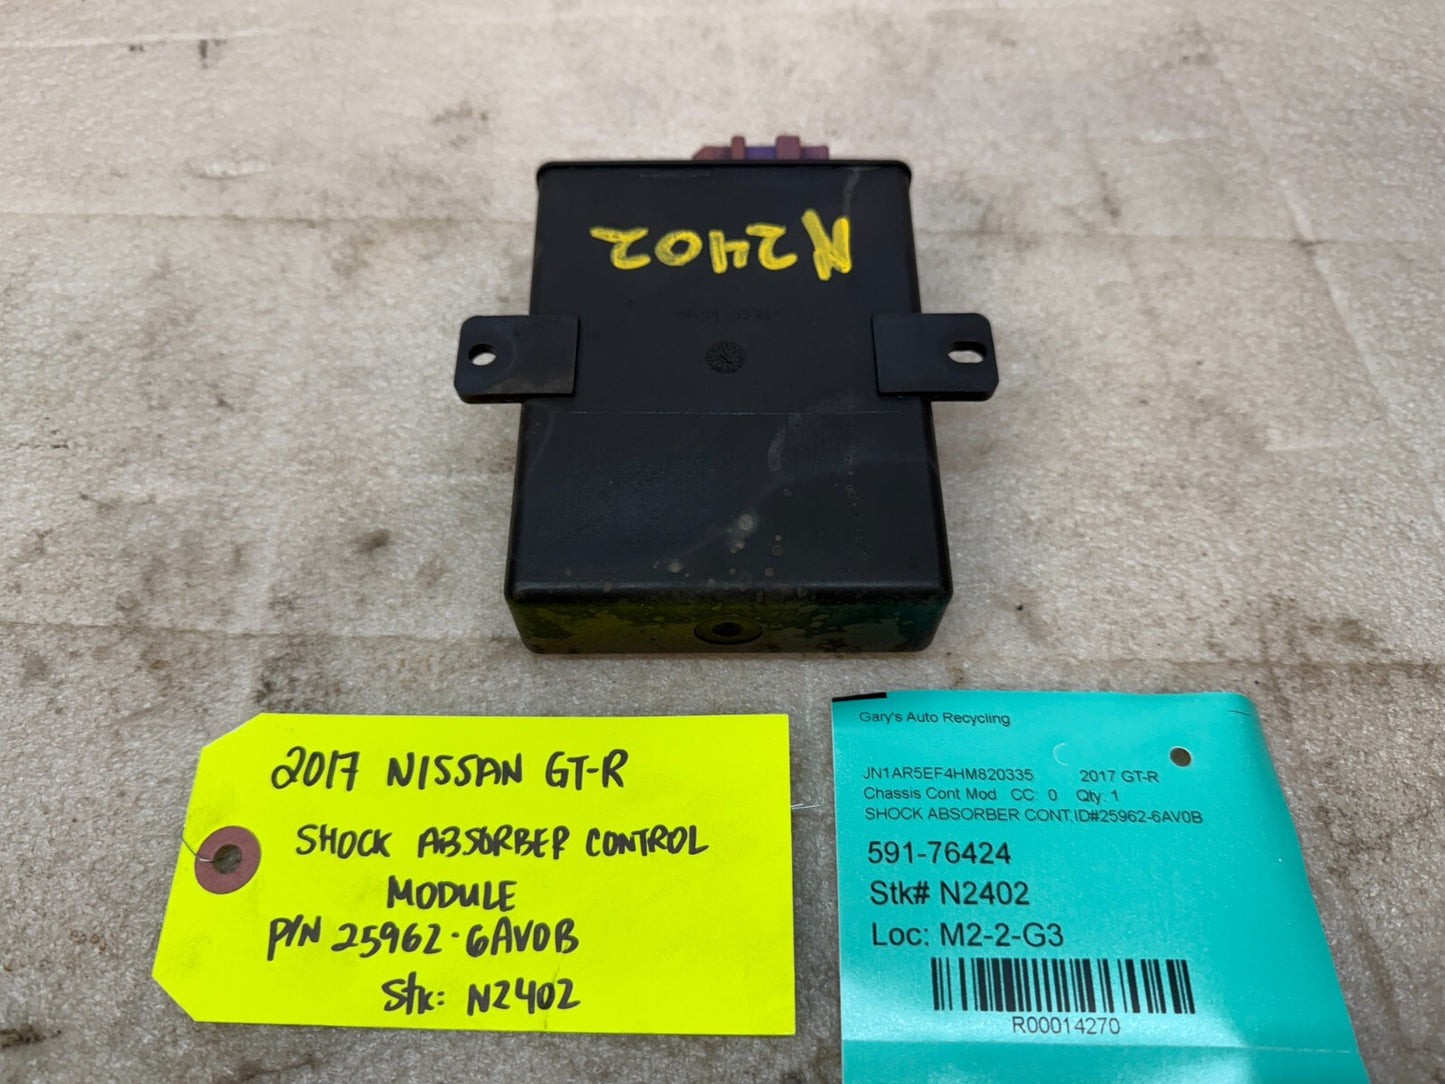 N2402
2017 NISSAN GT-R
SHOCK ABSORBER CONTROL
MODULE
P/N 25962-6AV0B
Stk: N2402
Gary's Auto Recycling
JN1AR5EF4HM820335 2017 GT-R
Chassis Cont Mod CC: 0 Qty: 1
SHOCK ABSORBER CONT,ID#25962-6AV0B
591-76424
Stk# N2402
Loc: M2-2-G3
R00014270